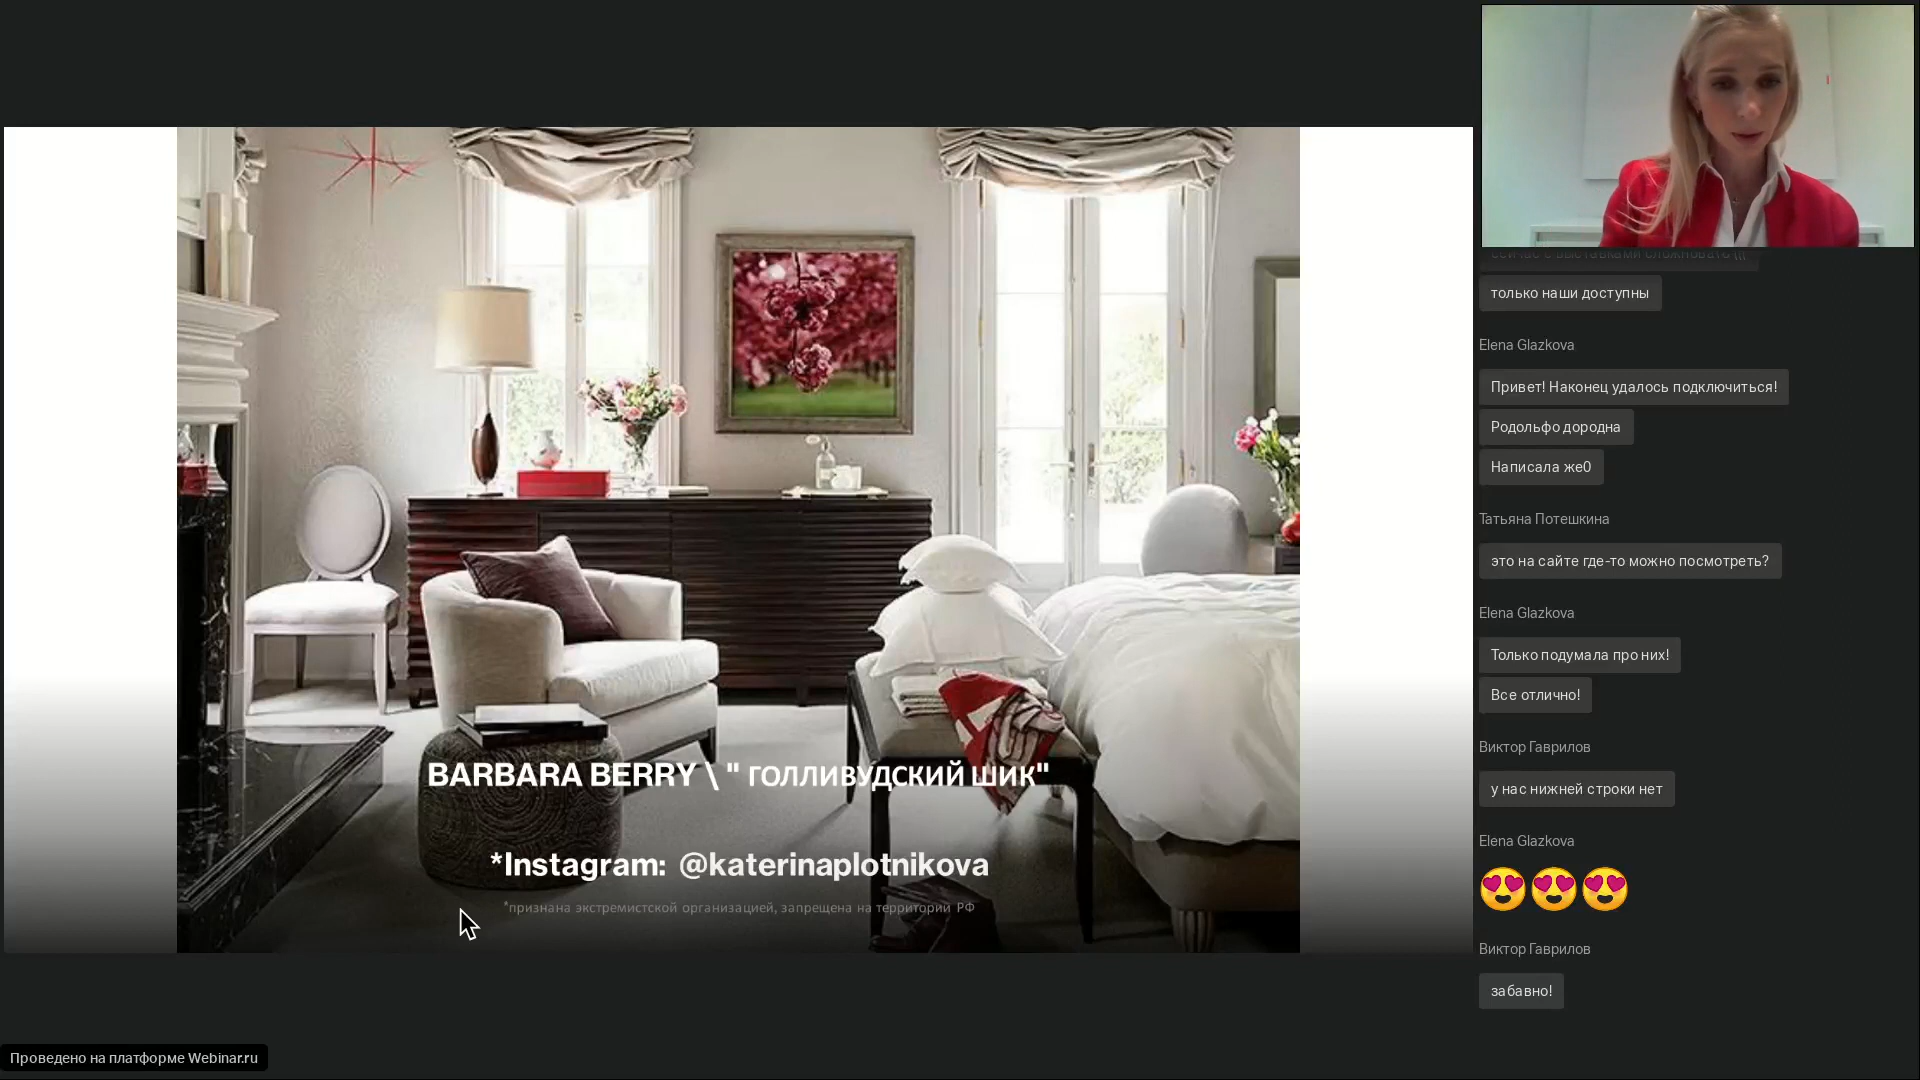 BARBARA BERRY \ " ГОЛЛИВУДСКИЙ ШИК"
*Instagram: @katerinaplotnikova
*признана экстремистской организацией, запрещена на территории РФ
сейчас с выставками сложновато (((
только наши доступны
Elena Glazkova
Привет! Наконец удалось подключиться!
Родольфо дородна
Написала же0
Татьяна Потешкина
это на сайте где-то можно посмотреть?
Elena Glazkova
Только подумала про них!
Все отлично!
Виктор Гаврилов
у нас нижней строки нет
Elena Glazkova
😍😍😍
Виктор Гаврилов
забавно!
Проведено на платформе Webinar.ru